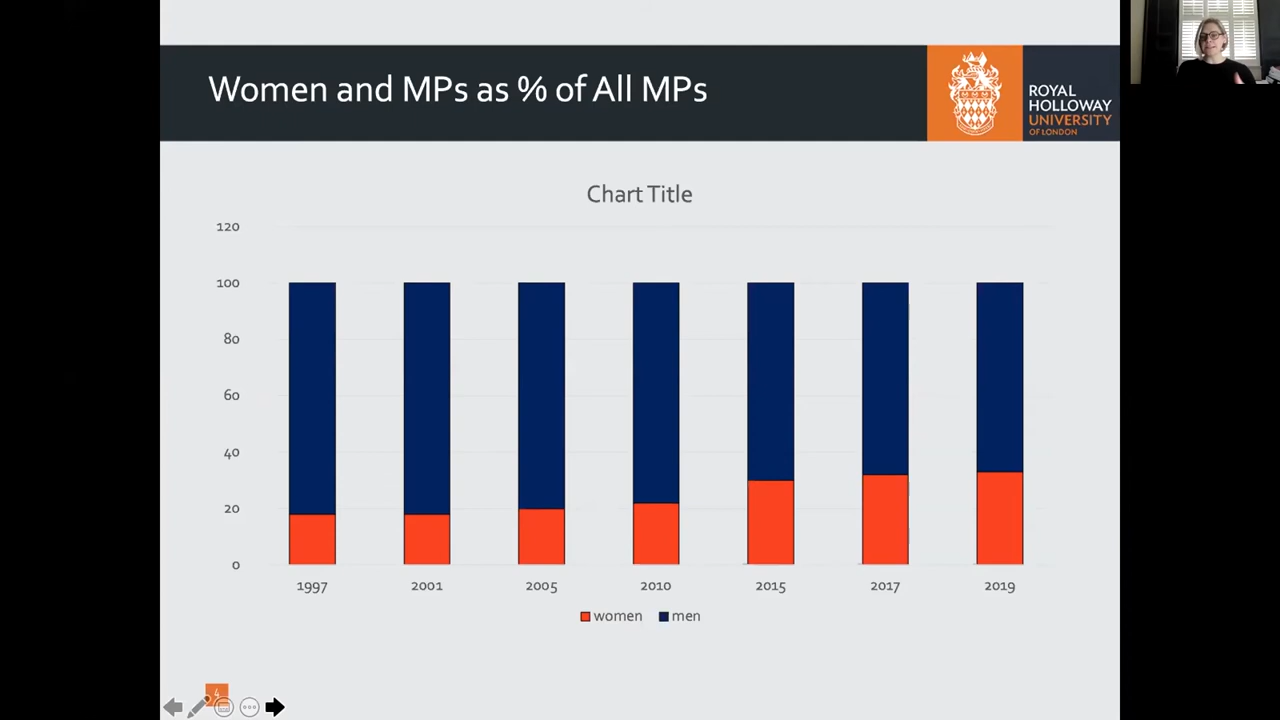 Women and MPs as % of All MPs
ROYAL
HOLLOWAY
UNIVERSITY
OF LONDON
Chart Title
120
100
80
60
40
20
0
1997 2001 2005 2010 2015 2017 2019
women men
4